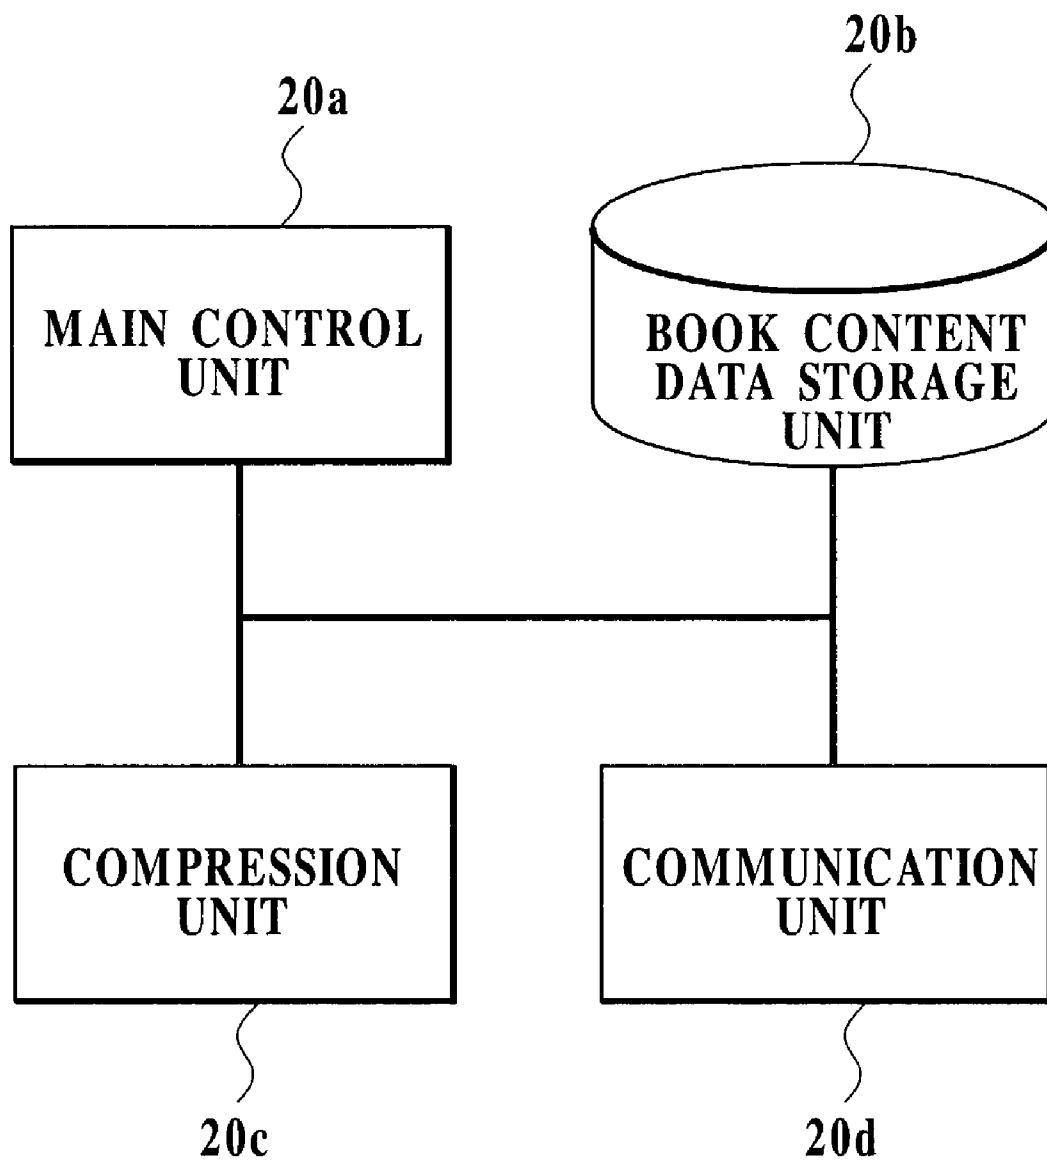 20b
20a
MAIN CONTROL
UNIT
BOOK CONTENT
DATA STORAGE
UNIT
COMPRESSION
UNIT
COMMUNICATION
UNIT
20c
20d